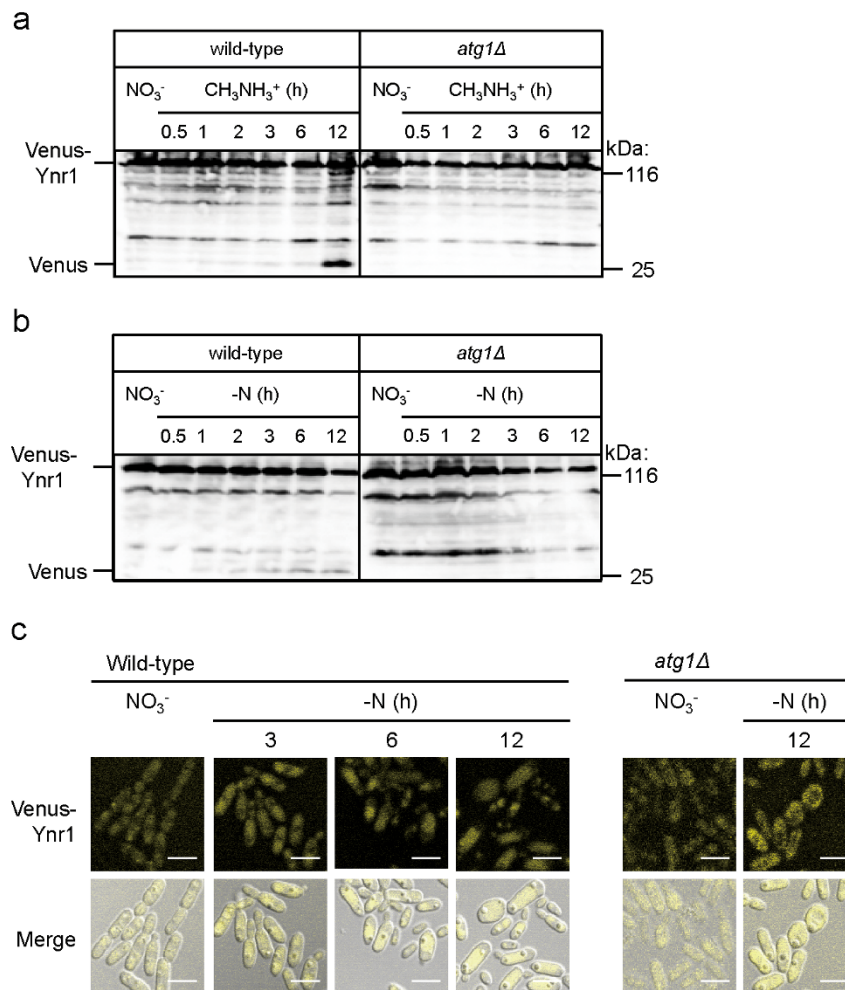 a
wild-type atg1Δ
NO₃⁻ CH₃NH₃⁺ (h) NO₃⁻ CH₃NH₃⁺ (h)
0.5 1 2 3 6 12 0.5 1 2 3 6 12 kDa:
Venus-
Ynr1
116
Venus
25
b
wild-type atg1Δ
NO₃⁻ -N (h) NO₃⁻ -N (h)
0.5 1 2 3 6 12 0.5 1 2 3 6 12 kDa:
Venus-
Ynr1
116
Venus
25
c
Wild-type atg1Δ
NO₃⁻ -N (h) NO₃⁻ -N (h)
3 6 12 12
Venus-
Ynr1
Merge